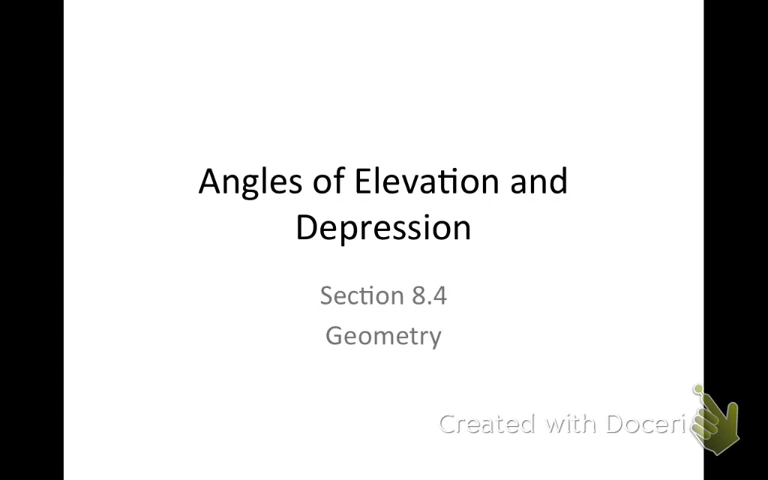 Angles of Elevation and
Depression
Section 8.4
Geometry
Created with Doceri